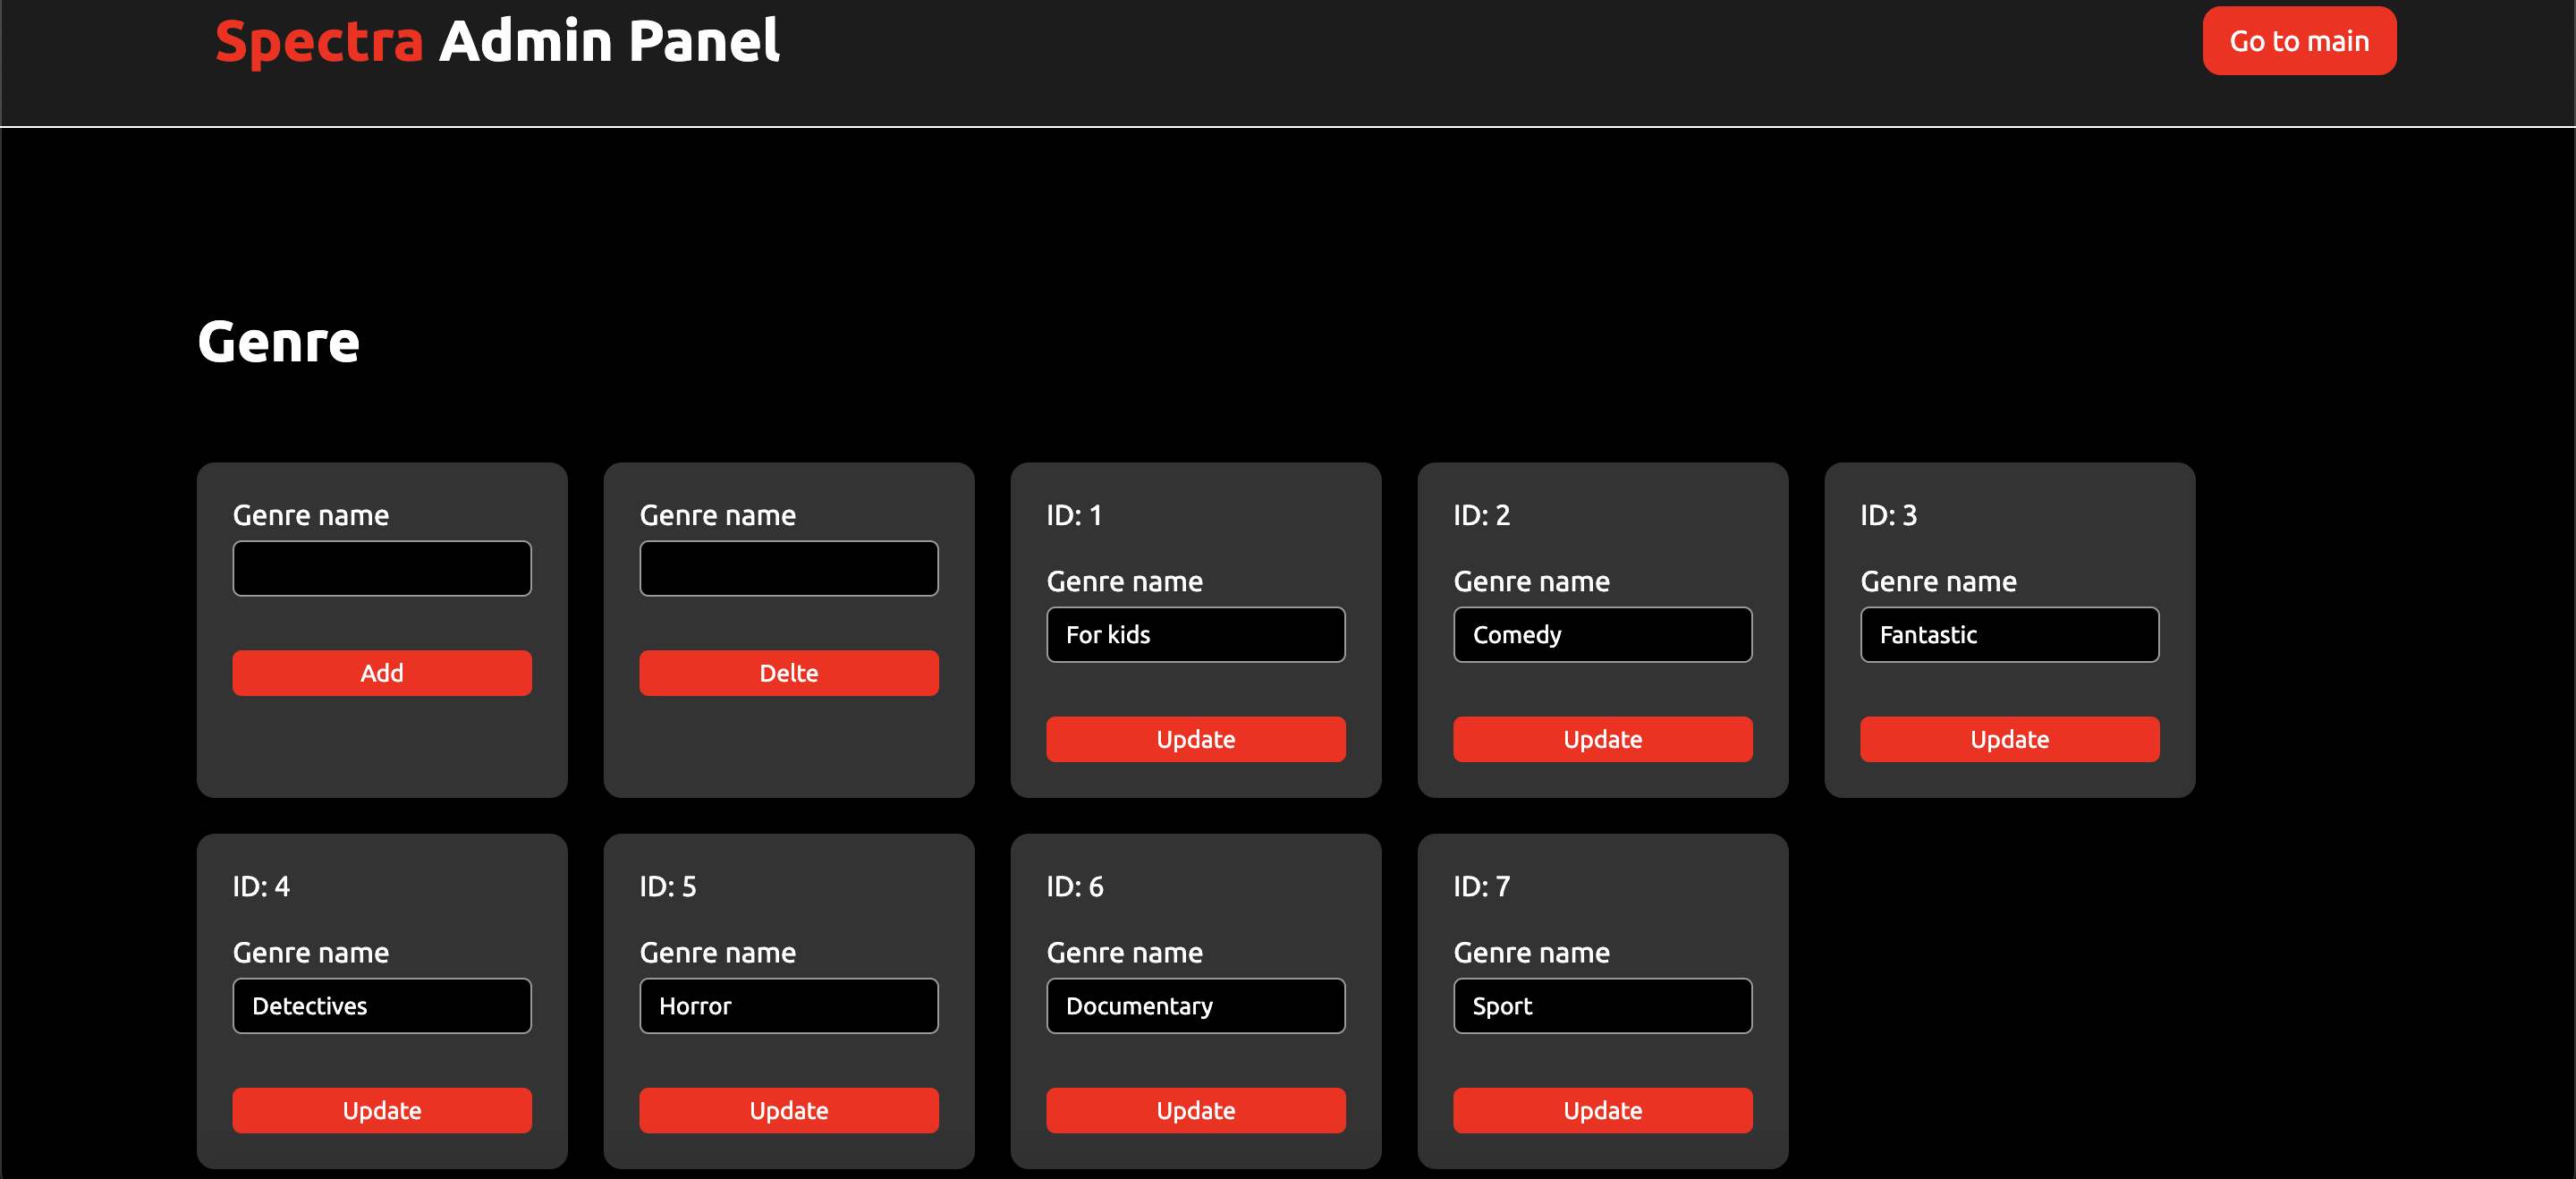 Spectra Admin Panel
Go to main
Genre
Genre name
Add
Genre name
Delte
ID: 1
Genre name
For kids
Update
ID: 2
Genre name
Comedy
Update
ID: 3
Genre name
Fantastic
Update
ID: 4
Genre name
Detectives
Update
ID: 5
Genre name
Horror
Update
ID: 6
Genre name
Documentary
Update
ID: 7
Genre name
Sport
Update